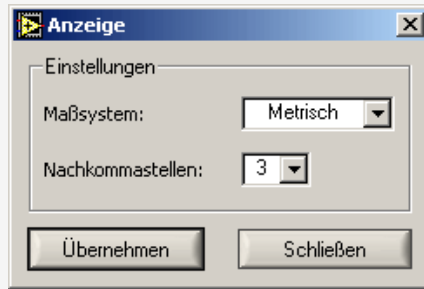 Anzeige
Einstellungen
Maßsystem: Metrisch
Nachkommastellen: 3
Übernehmen Schließen